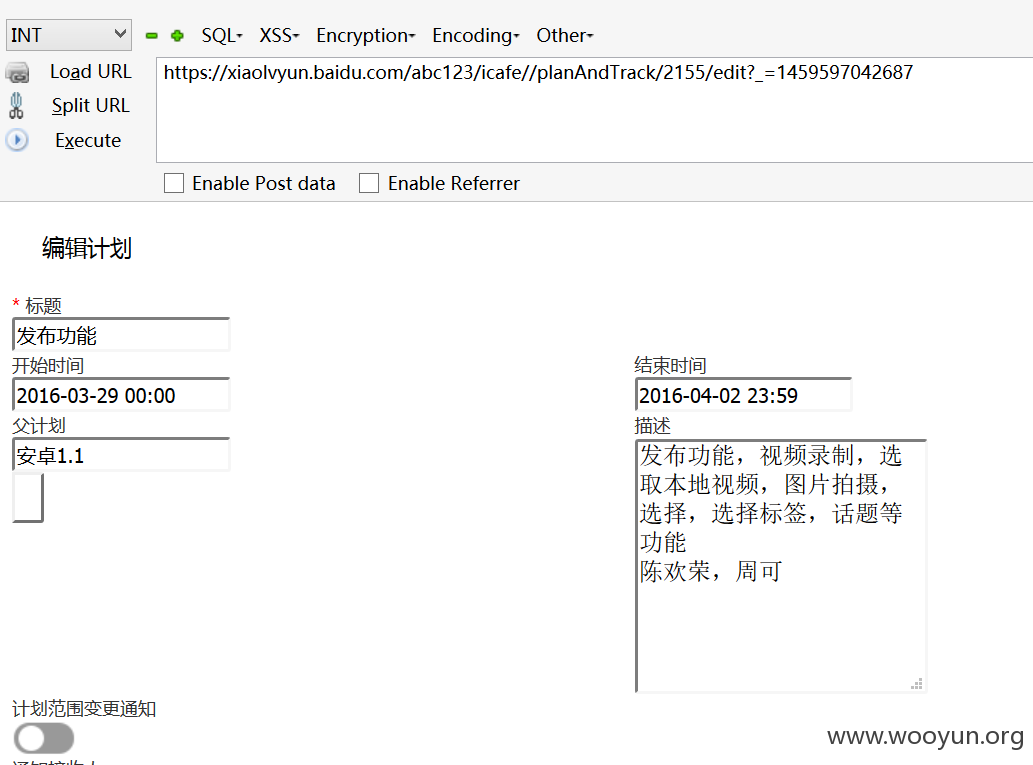 INT SQL XSS Encryption Encoding Other
Load URL https://xiaolvyun.baidu.com/abc123/icafe//planAndTrack/2155/edit?_=1459597042687
Split URL
Execute
Enable Post data Enable Referrer
编辑计划
* 标题
发布功能
开始时间 结束时间
2016-03-29 00:00 2016-04-02 23:59
父计划 描述
安卓1.1
发布功能，视频录制，选
取本地视频，图片拍摄，
选择，选择标签，话题等
功能
陈欢荣，周可
计划范围变更通知
www.wooyun.org